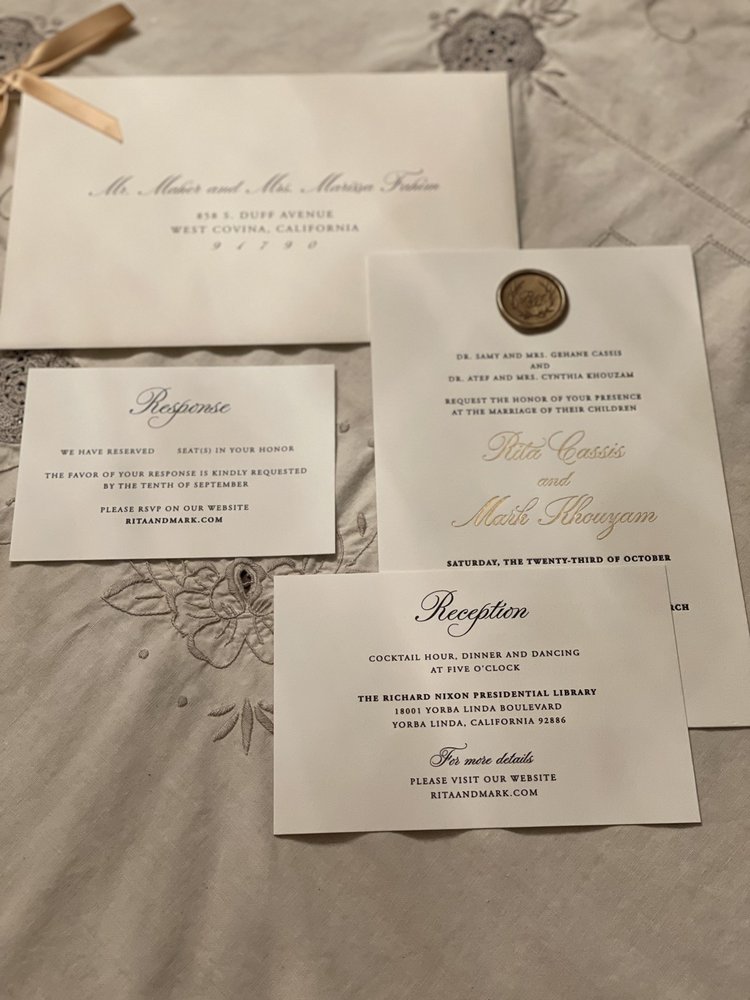 Mr. Maher and Mrs. Marissa Fahim
858 S. DUFF AVENUE
WEST COVINA, CALIFORNIA
91790
DR. SAMY AND MRS. GEHANE CASSIS
AND
DR. ATEF AND MRS. CYNTHIA KHOUZAM
REQUEST THE HONOR OF YOUR PRESENCE
AT THE MARRIAGE OF THEIR CHILDREN
Rita Cassis
and
Mark Khouzam
SATURDAY, THE TWENTY-THIRD OF OCTOBER
RCH
Response
WE HAVE RESERVED SEAT(S) IN YOUR HONOR
THE FAVOR OF YOUR RESPONSE IS KINDLY REQUESTED
BY THE TENTH OF SEPTEMBER
PLEASE RSVP ON OUR WEBSITE
RITAANDMARK.COM
Reception
COCKTAIL HOUR, DINNER AND DANCING
AT FIVE O'CLOCK
THE RICHARD NIXON PRESIDENTIAL LIBRARY
18001 YORBA LINDA BOULEVARD
YORBA LINDA, CALIFORNIA 92886
For more details
PLEASE VISIT OUR WEBSITE
RITAANDMARK.COM